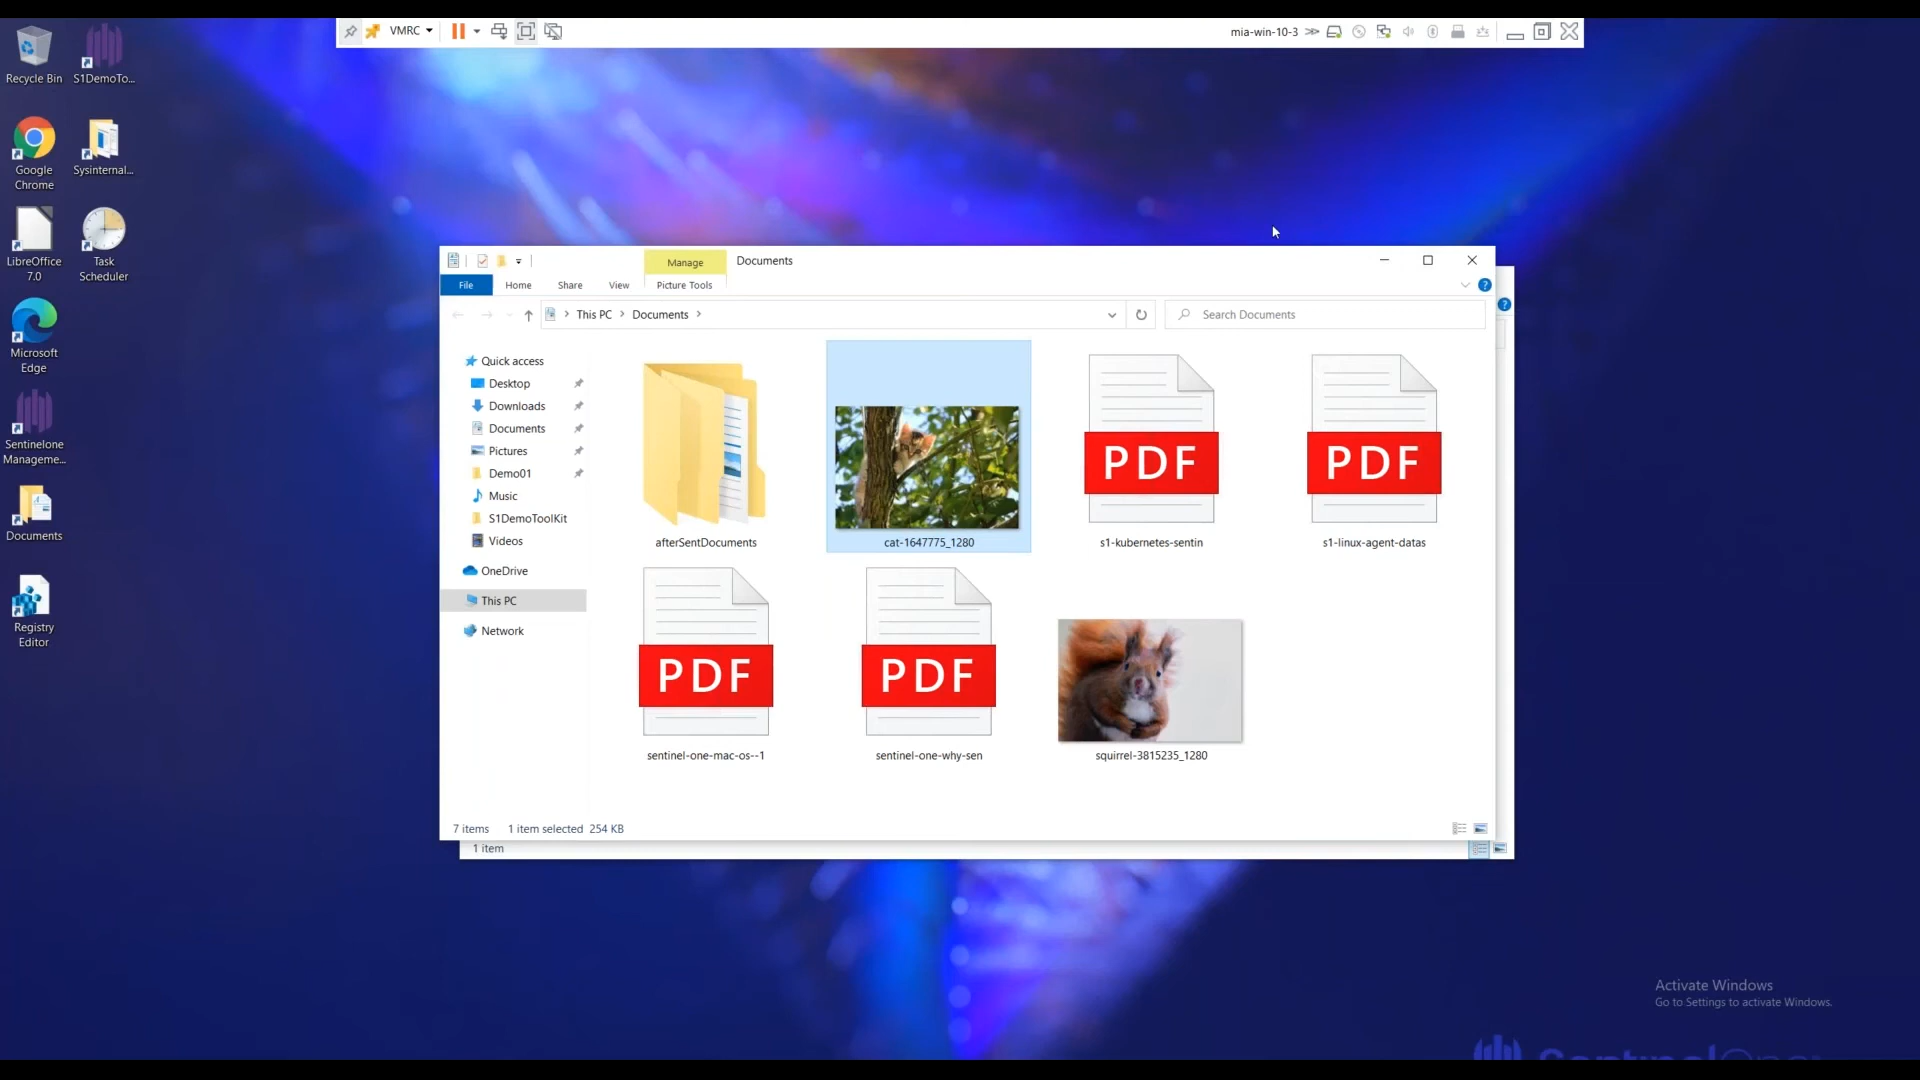 VMRC
mia-win-10-3
Recycle Bin
S1DemoTo...
Google
Chrome
Sysinternal...
LibreOffice
7.0
Task
Scheduler
Microsoft
Edge
Sentinelone
Manageme...
Documents
Registry
Editor
Manage
Documents
File
Home
Share
View
Picture Tools
This PC
Documents
Search Documents
Quick access
Desktop
Downloads
Documents
Pictures
Demo01
Music
S1DemoToolKit
Videos
OneDrive
This PC
Network
afterSentDocuments
cat-1647775_1280
PDF
s1-kubernetes-sentin
PDF
s1-linux-agent-datas
PDF
sentinel-one-mac-os--1
PDF
sentinel-one-why-sen
squirrel-3815235_1280
7 items
1 item selected 254 KB
1 item
Activate Windows
Go to Settings to activate Windows.